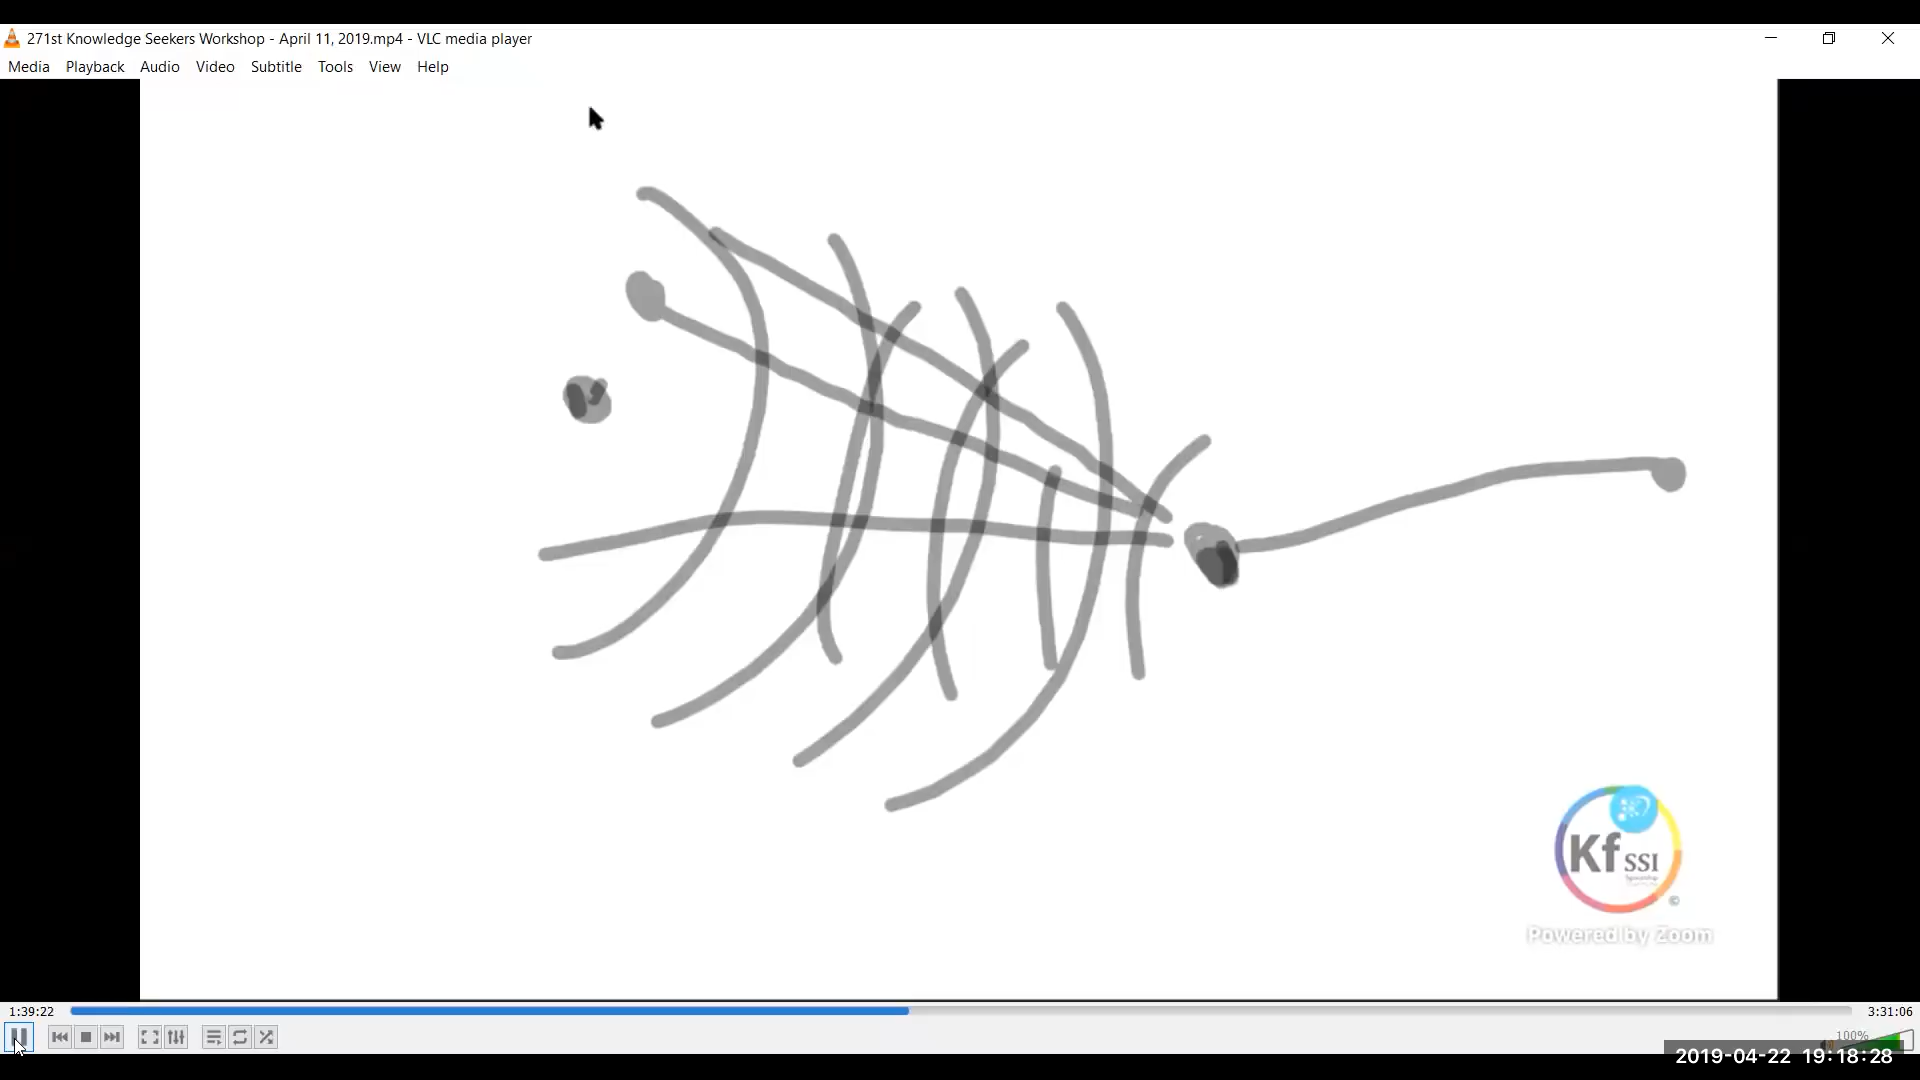 271st Knowledge Seekers Workshop - April 11, 2019.mp4 - VLC media player
Media Playback Audio Video Subtitle Tools View Help
Kf SSI
©
Powered by Zoom
1:39:22
3:31:06
100%
2019-04-22 19:18:28